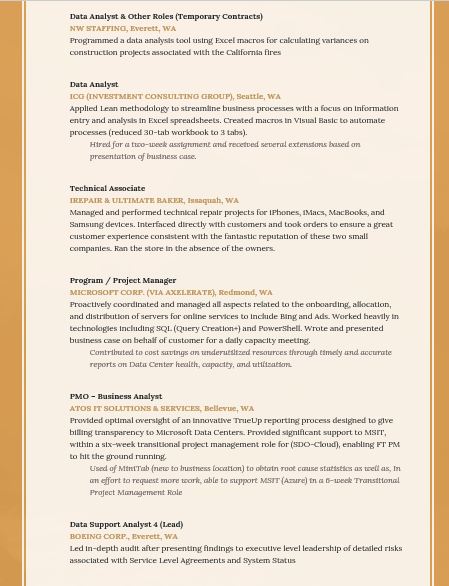 Data Analyst & Other Roles (Temporary Contracts)
NW STAFFING, Everett, WA
Programmed a data analysis tool using Excel macros for calculating variances on
construction projects associated with the California fires
Data Analyst
ICG (INVESTMENT CONSULTING GROUP), Seattle, WA
Applied Lean methodology to streamline business processes with a focus on information
entry and analysis in Excel spreadsheets. Created macros in Visual Basic to automate
processes (reduced 30-tab workbook to 3 tabs).
Hired for a two-week assignment and received several extensions based on
presentation of business case.
Technical Associate
IREPAIR & ULTIMATE BAKER, Issaquah, WA
Managed and performed technical repair projects for iPhones, iMacs, MacBooks, and
Samsung devices. Interfaced directly with customers and took orders to ensure a great
customer experience consistent with the fantastic reputation of these two small
companies. Ran the store in the absence of the owners.
Program / Project Manager
MICROSOFT CORP. (VIA AXELERATE), Redmond, WA
Proactively coordinated and managed all aspects related to the onboarding, allocation,
and distribution of servers for online services to include Bing and Ads. Worked heavily in
technologies including SQL (Query Creation+) and PowerShell. Wrote and presented
business case on behalf of customer for a daily capacity meeting.
Contributed to cost savings on underutilized resources through timely and accurate
reports on Data Center health, capacity, and utilization.
PMO – Business Analyst
ATOS IT SOLUTIONS & SERVICES, Bellevue, WA
Provided optimal oversight of an innovative TrueUp reporting process designed to give
billing transparency to Microsoft Data Centers. Provided significant support to MSIT,
within a six-week transitional project management role for (SDO-Cloud), enabling FT PM
to hit the ground running.
Used of MiniTab (new to business location) to obtain root cause statistics as well as, in
an effort to request more work, able to support MSIT (Azure) in a 6-week Transitional
Project Management Role
Data Support Analyst 4 (Lead)
BOEING CORP., Everett, WA
Led in-depth audit after presenting findings to executive level leadership of detailed risks
associated with Service Level Agreements and System Status